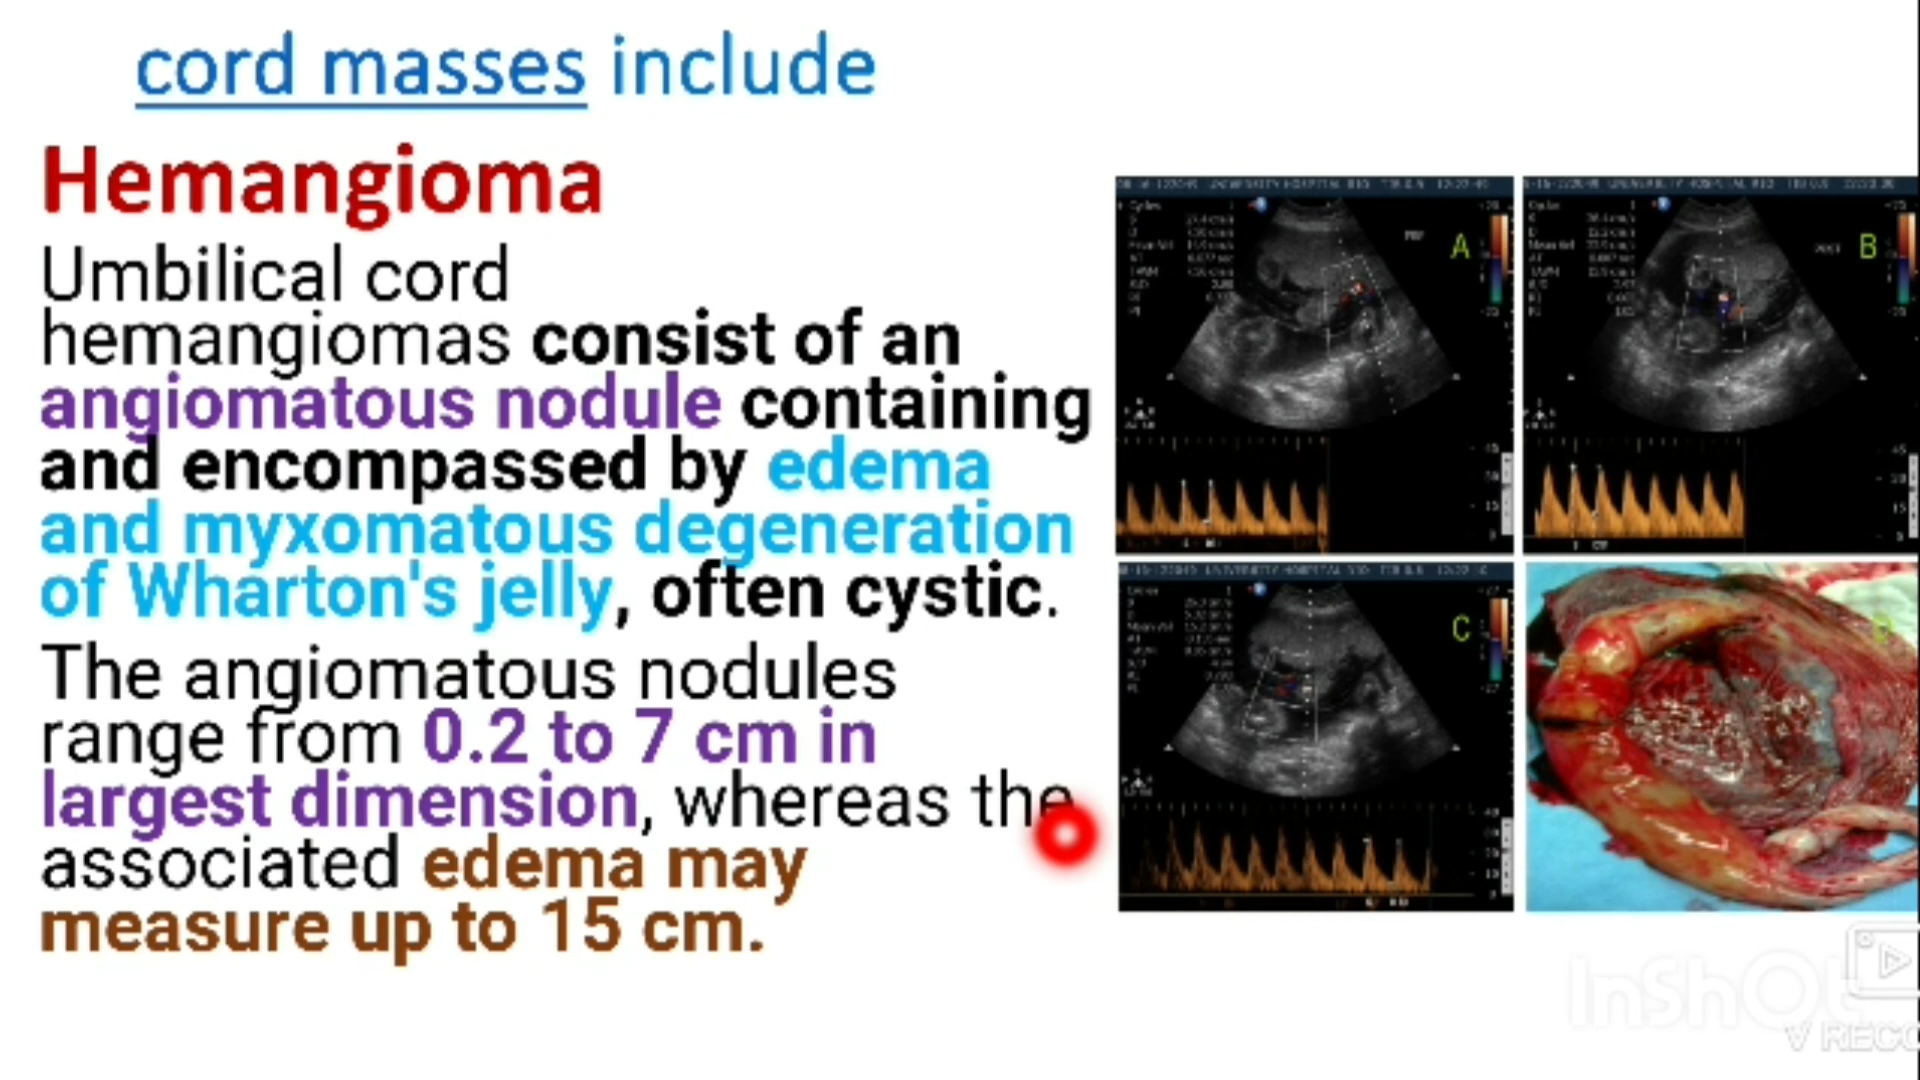 cord masses include
Hemangioma
Umbilical cord
hemangiomas consist of an
angiomatous nodule containing
and encompassed by edema
and myxomatous degeneration
of Wharton's jelly, often cystic.
The angiomatous nodules
range from 0.2 to 7 cm in
largest dimension, whereas the
associated edema may
measure up to 15 cm.
A
B
C
InShOt
V RECO